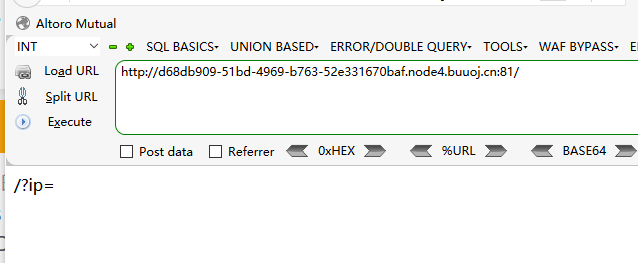 Altoro Mutual
INT SQL BASICS UNION BASED ERROR/DOUBLE QUERY TOOLS WAF BYPASS
Load URL http://d68db909-51bd-4969-b763-52e331670baf.node4.buuoj.cn:81/
Split URL
Execute
Post data Referrer 0xHEX %URL BASE64
/?ip=